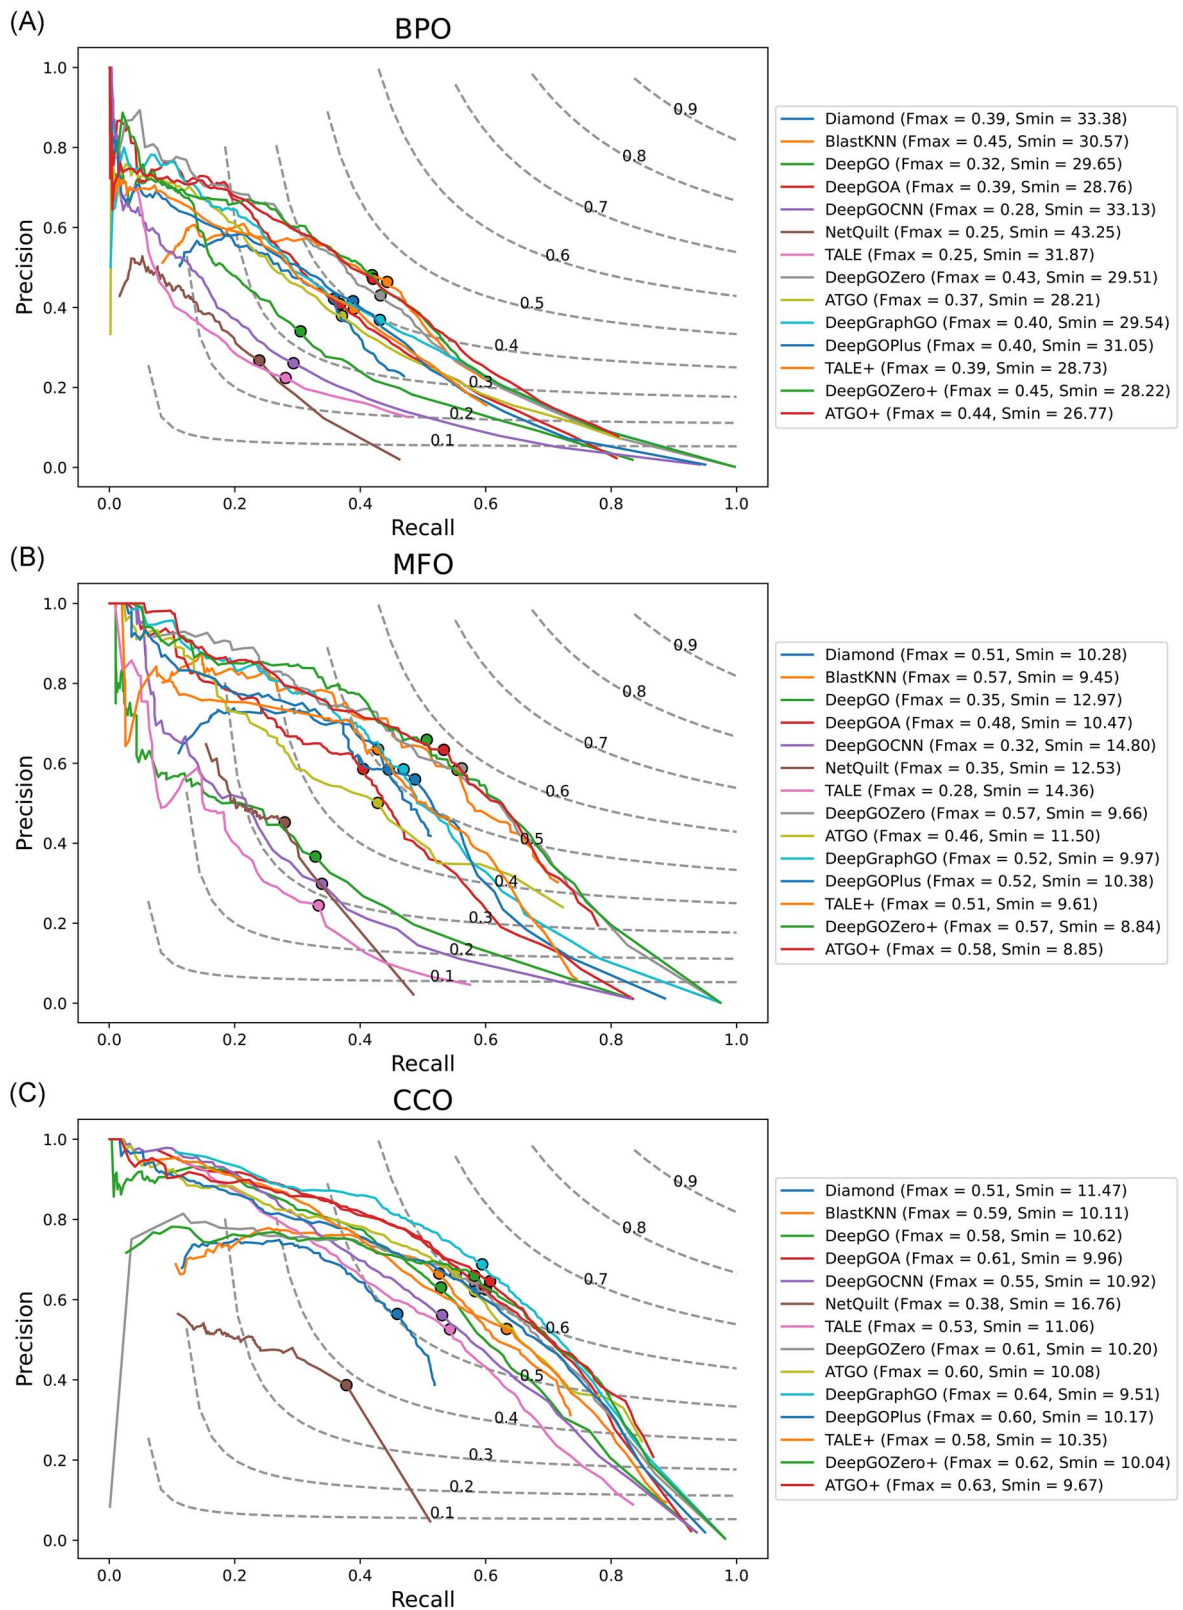 (A)
BPO
1.0
0.8
0.6
0.4
0.2
0.0
Precision
0.0 0.2 0.4 0.6 0.8 1.0
Recall
0.9
0.8
0.7
0.6
0.5
0.4
0.3
0.2
0.1
Diamond (Fmax = 0.39, Smin = 33.38)
BlastKNN (Fmax = 0.45, Smin = 30.57)
DeepGO (Fmax = 0.32, Smin = 29.65)
DeepGOA (Fmax = 0.39, Smin = 28.76)
DeepGOCNN (Fmax = 0.28, Smin = 33.13)
NetQuilt (Fmax = 0.25, Smin = 43.25)
TALE (Fmax = 0.25, Smin = 31.87)
DeepGOZero (Fmax = 0.43, Smin = 29.51)
ATGO (Fmax = 0.37, Smin = 28.21)
DeepGraphGO (Fmax = 0.40, Smin = 29.54)
DeepGOPlus (Fmax = 0.40, Smin = 31.05)
TALE+ (Fmax = 0.39, Smin = 28.73)
DeepGOZero+ (Fmax = 0.45, Smin = 28.22)
ATGO+ (Fmax = 0.44, Smin = 26.77)
(B)
MFO
1.0
0.8
0.6
0.4
0.2
0.0
Precision
0.0 0.2 0.4 0.6 0.8 1.0
Recall
0.9
0.8
0.7
0.6
0.5
0.4
0.3
0.2
0.1
Diamond (Fmax = 0.51, Smin = 10.28)
BlastKNN (Fmax = 0.57, Smin = 9.45)
DeepGO (Fmax = 0.35, Smin = 12.97)
DeepGOA (Fmax = 0.48, Smin = 10.47)
DeepGOCNN (Fmax = 0.32, Smin = 14.80)
NetQuilt (Fmax = 0.35, Smin = 12.53)
TALE (Fmax = 0.28, Smin = 14.36)
DeepGOZero (Fmax = 0.57, Smin = 9.66)
ATGO (Fmax = 0.46, Smin = 11.50)
DeepGraphGO (Fmax = 0.52, Smin = 9.97)
DeepGOPlus (Fmax = 0.52, Smin = 10.38)
TALE+ (Fmax = 0.51, Smin = 9.61)
DeepGOZero+ (Fmax = 0.57, Smin = 8.84)
ATGO+ (Fmax = 0.58, Smin = 8.85)
(C)
CCO
1.0
0.8
0.6
0.4
0.2
0.0
Precision
0.0 0.2 0.4 0.6 0.8 1.0
Recall
0.9
0.8
0.7
0.6
0.5
0.4
0.3
0.2
0.1
Diamond (Fmax = 0.51, Smin = 11.47)
BlastKNN (Fmax = 0.59, Smin = 10.11)
DeepGO (Fmax = 0.58, Smin = 10.62)
DeepGOA (Fmax = 0.61, Smin = 9.96)
DeepGOCNN (Fmax = 0.55, Smin = 10.92)
NetQuilt (Fmax = 0.38, Smin = 16.76)
TALE (Fmax = 0.53, Smin = 11.06)
DeepGOZero (Fmax = 0.61, Smin = 10.20)
ATGO (Fmax = 0.60, Smin = 10.08)
DeepGraphGO (Fmax = 0.64, Smin = 9.51)
DeepGOPlus (Fmax = 0.60, Smin = 10.17)
TALE+ (Fmax = 0.58, Smin = 10.35)
DeepGOZero+ (Fmax = 0.62, Smin = 10.04)
ATGO+ (Fmax = 0.63, Smin = 9.67)